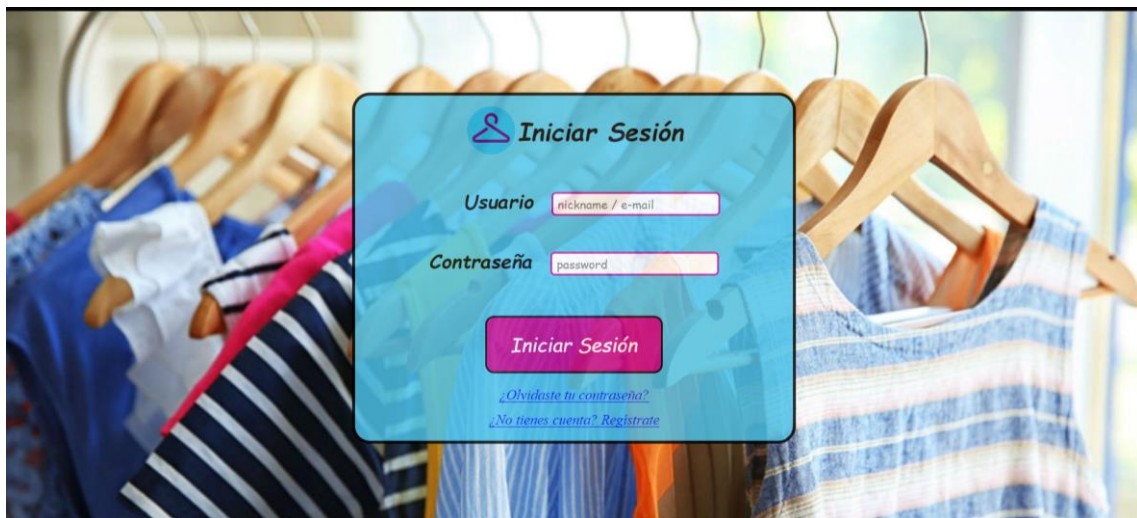 Iniciar Sesión
Usuario nickname / e-mail
Contraseña password
Iniciar Sesión
¿Olvidaste tu contraseña?
¿No tienes cuenta? Registrate